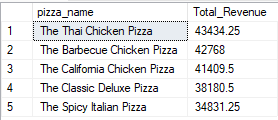 pizza_name Total_Revenue
1 The Thai Chicken Pizza 43434.25
2 The Barbecue Chicken Pizza 42768
3 The California Chicken Pizza 41409.5
4 The Classic Deluxe Pizza 38180.5
5 The Spicy Italian Pizza 34831.25